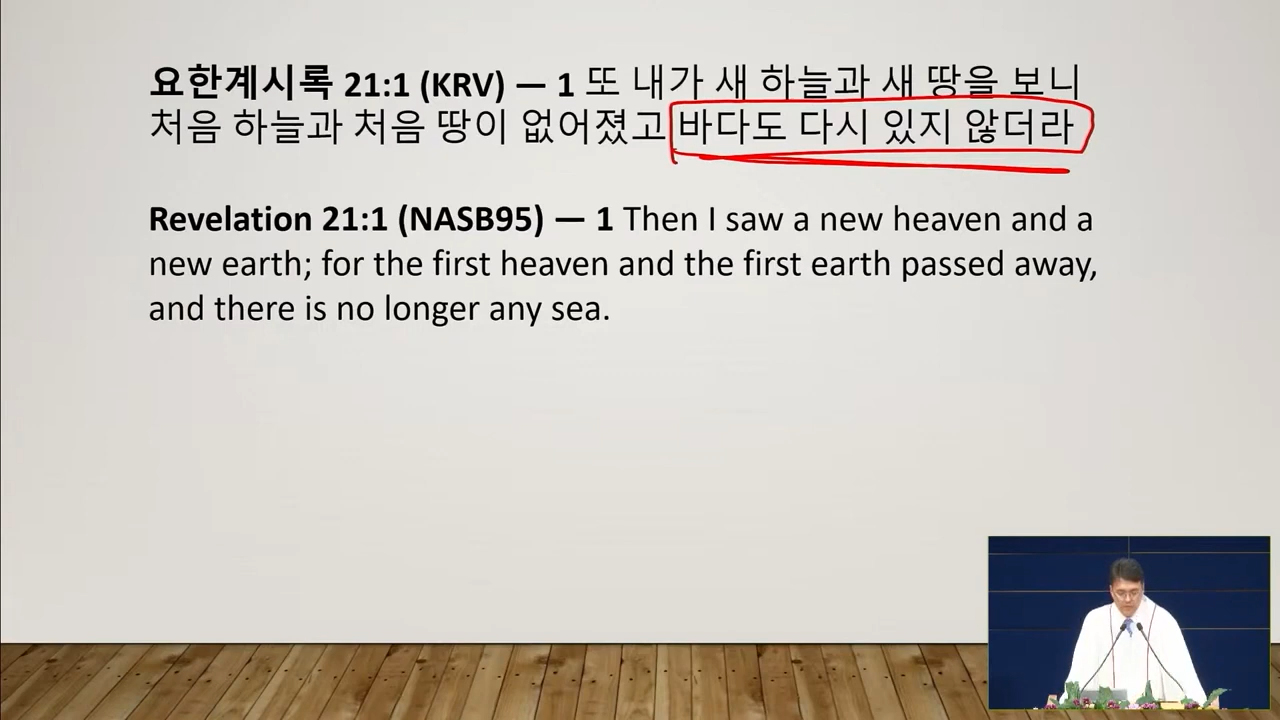 요한계시록 21:1 (KRV) — 1 또 내가 새 하늘과 새 땅을 보니
처음 하늘과 처음 땅이 없어졌고 바다도 다시 있지 않더라
Revelation 21:1 (NASB95) — 1 Then I saw a new heaven and a
new earth; for the first heaven and the first earth passed away,
and there is no longer any sea.